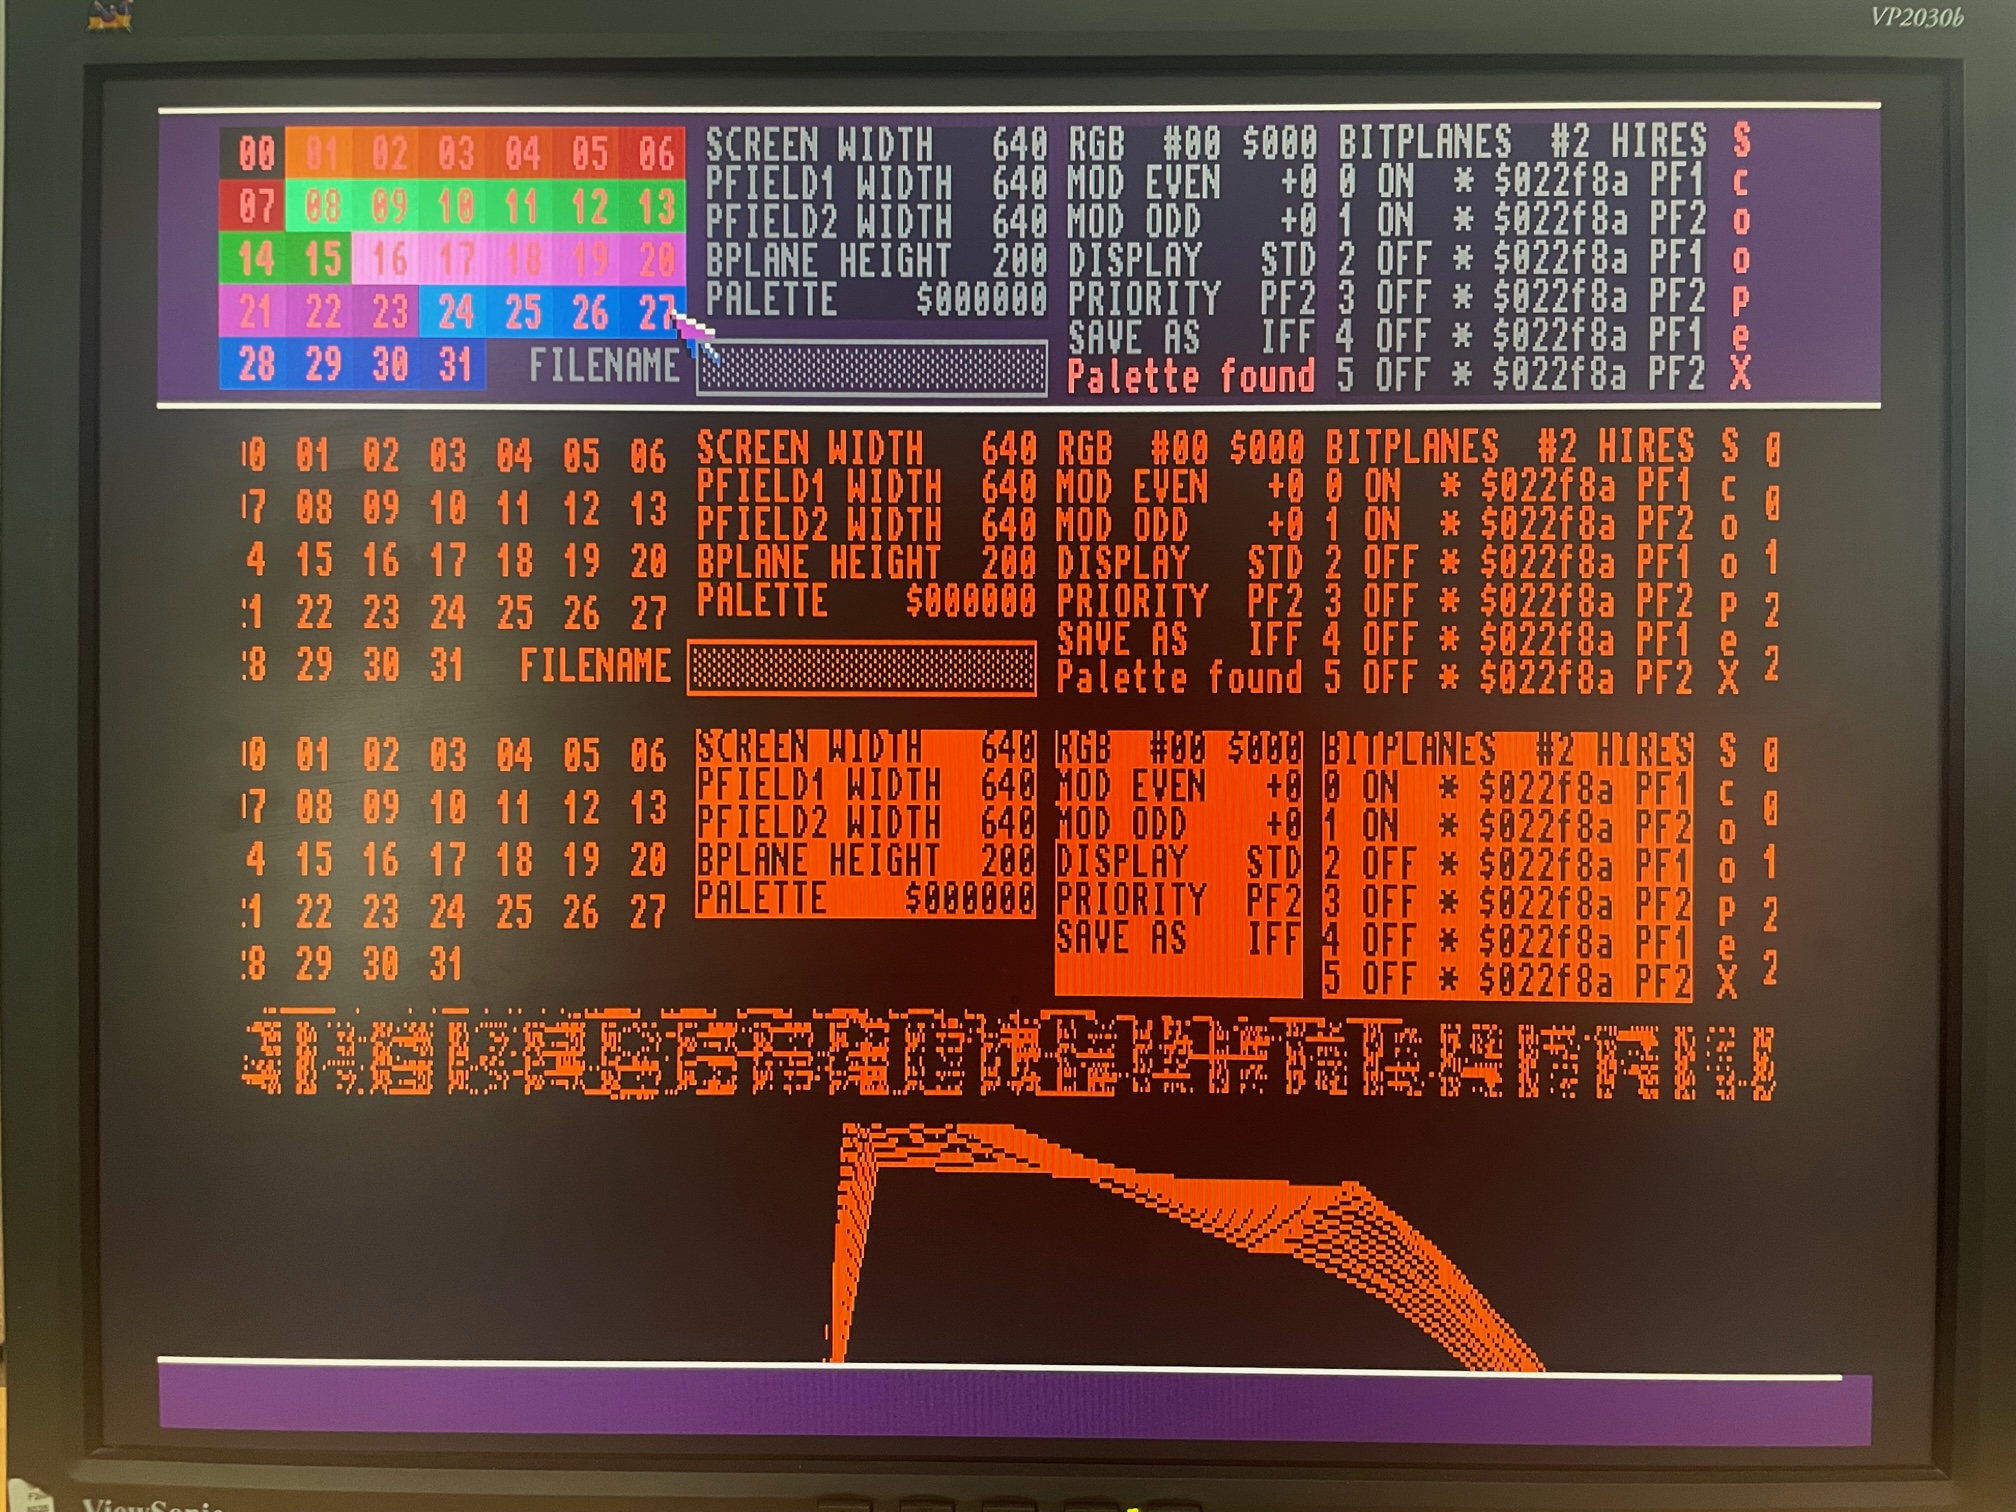 VP2030b
00 01 02 03 04 05 06 SCREEN WIDTH 640 RGB #00 $000 BITPLANES #2 HIRES S
07 08 09 10 11 12 13 PFIELD1 WIDTH 640 MOD EVEN +0 0 ON * $022f8a PF1 c
PFIELD2 WIDTH 640 MOD ODD +0 1 ON * $022f8a PF2 o
14 15 16 17 18 19 20 BPLANE HEIGHT 200 DISPLAY STD 2 OFF * $022f8a PF1 o
21 22 23 24 25 26 27 PALETTE $000000 PRIORITY PF2 3 OFF * $022f8a PF2 p
SAVE AS IFF 4 OFF * $022f8a PF1 e
28 29 30 31 FILENAME Palette found 5 OFF * $022f8a PF2 X
0 01 02 03 04 05 06 SCREEN WIDTH 640 RGB #00 $000 BITPLANES #2 HIRES S 0
7 08 09 10 11 12 13 PFIELD1 WIDTH 640 MOD EVEN +0 0 ON * $022f8a PF1 c 0
PFIELD2 WIDTH 640 MOD ODD +0 1 ON * $022f8a PF2 o
4 15 16 17 18 19 20 BPLANE HEIGHT 200 DISPLAY STD 2 OFF * $022f8a PF1 o 1
1 22 23 24 25 26 27 PALETTE $000000 PRIORITY PF2 3 OFF * $022f8a PF2 p 2
SAVE AS IFF 4 OFF * $022f8a PF1 e
8 29 30 31 FILENAME Palette found 5 OFF * $022f8a PF2 X 2
0 01 02 03 04 05 06 SCREEN WIDTH 640 RGB #00 $000 BITPLANES #2 HIRES S 0
7 08 09 10 11 12 13 PFIELD1 WIDTH 640 MOD EVEN +0 0 ON * $022f8a PF1 c 0
PFIELD2 WIDTH 640 MOD ODD +0 1 ON * $022f8a PF2 o
4 15 16 17 18 19 20 BPLANE HEIGHT 200 DISPLAY STD 2 OFF * $022f8a PF1 o 1
1 22 23 24 25 26 27 PALETTE $000000 PRIORITY PF2 3 OFF * $022f8a PF2 p 2
SAVE AS IFF 4 OFF * $022f8a PF1 e
8 29 30 31 5 OFF * $022f8a PF2 X 2
ViewSonic